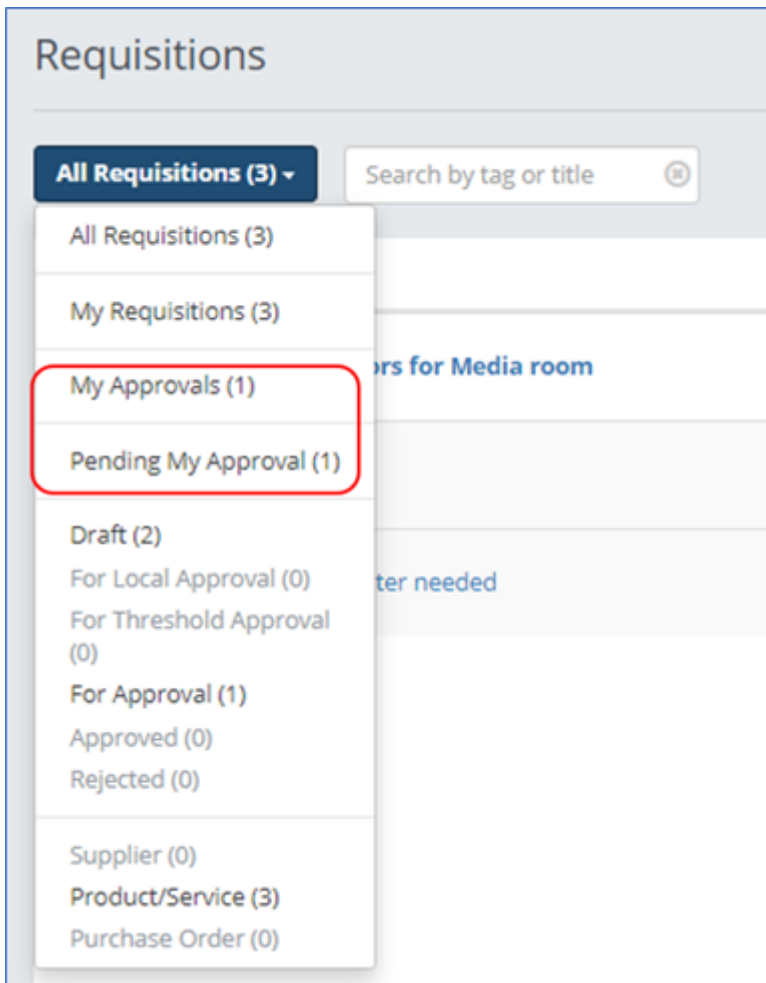 Requisitions
All Requisitions (3)
Search by tag or title
All Requisitions (3)
My Requisitions (3)
for Media room
My Approvals (1)
Pending My Approval (1)
Draft (2)
For Local Approval (0)
needed
For Threshold Approval
(0)
For Approval (1)
Approved (0)
Rejected (0)
Supplier (0)
Product/Service (3)
Purchase Order (0)